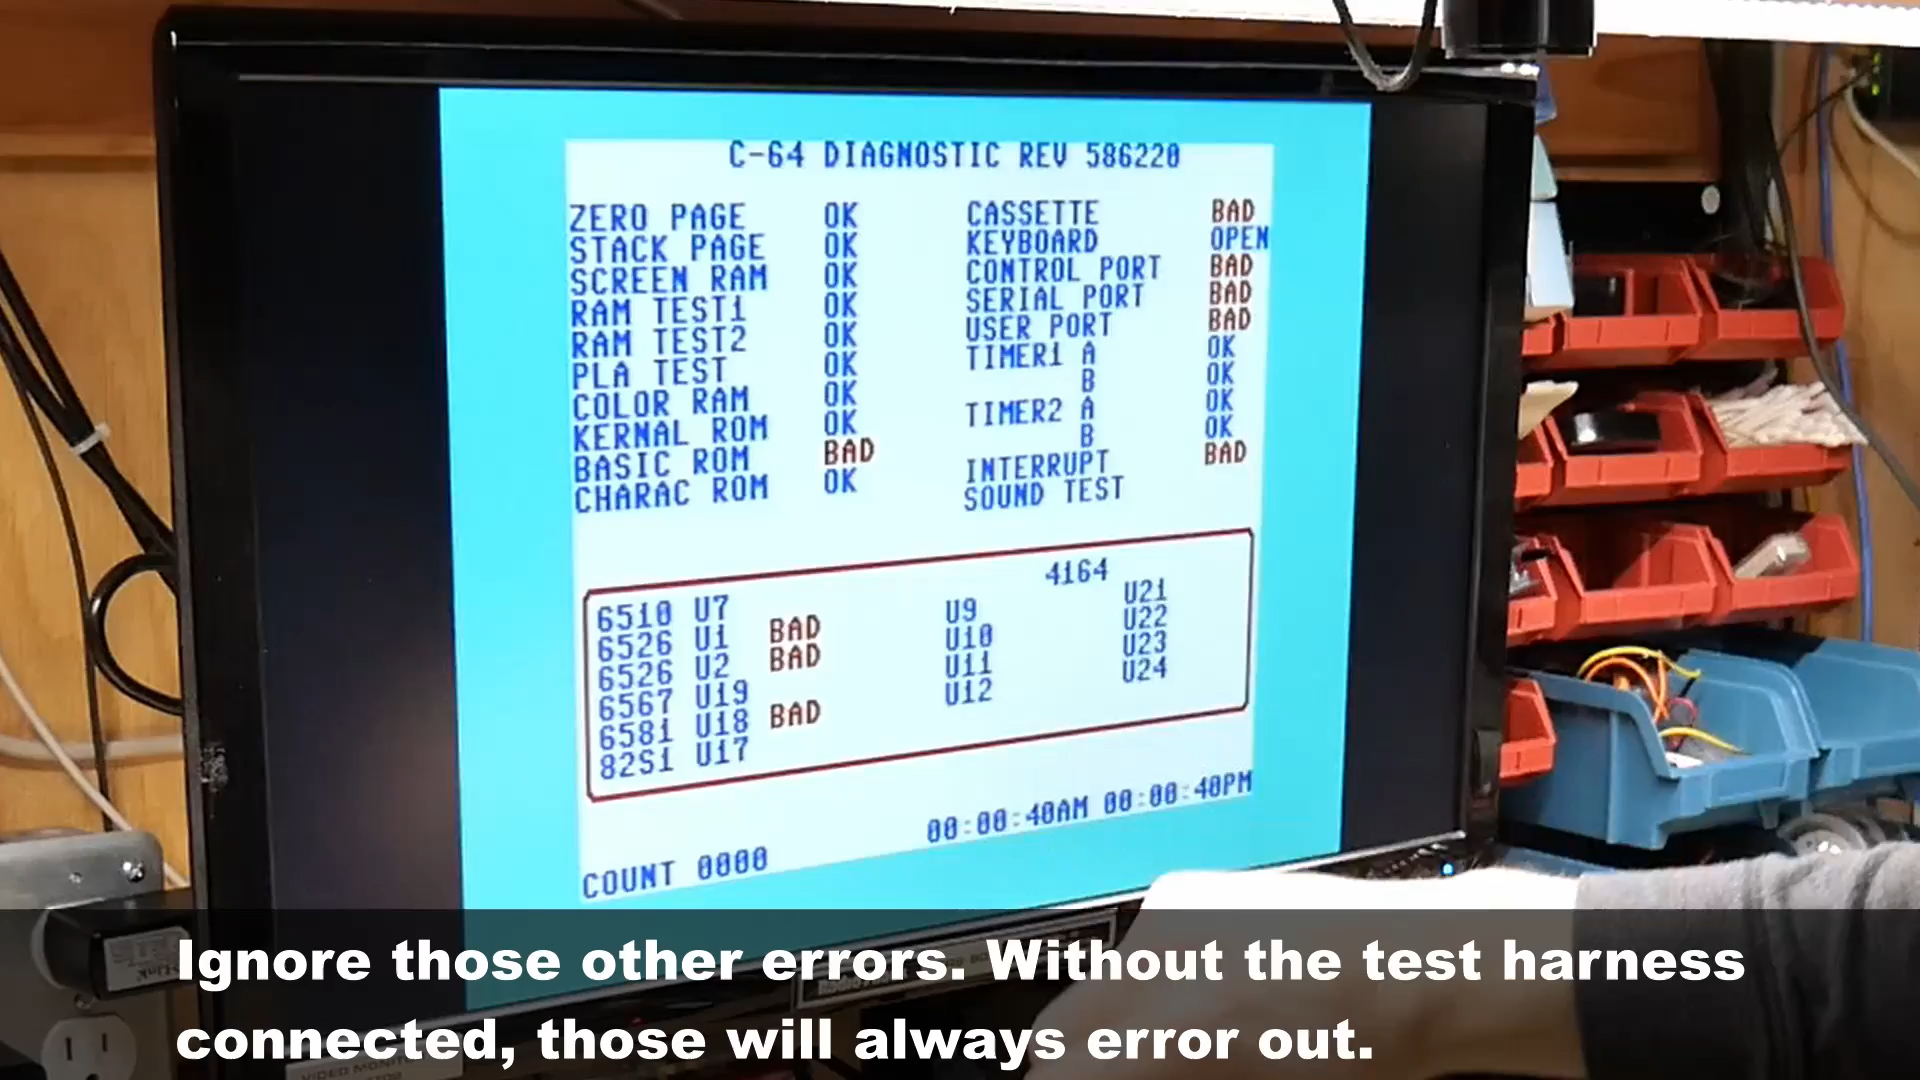 C-64 DIAGNOSTIC REV 586220
ZERO PAGE OK
STACK PAGE OK
SCREEN RAM OK
RAM TEST1 OK
RAM TEST2 OK
PLA TEST OK
COLOR RAM OK
KERNAL ROM OK
BASIC ROM BAD
CHARAC ROM OK
CASSETTE BAD
KEYBOARD OPEN
CONTROL PORT BAD
SERIAL PORT BAD
USER PORT BAD
TIMER1 A OK
B OK
TIMER2 A OK
B OK
INTERRUPT BAD
SOUND TEST
4164
6510 U7
6526 U1 BAD
6526 U2 BAD
6567 U19
6581 U18 BAD
82S1 U17
U9
U10
U11
U12
U21
U22
U23
U24
00:00:40AM 00:00:40PM
COUNT 0000
Ignore those other errors. Without the test harness
connected, those will always error out.
VIDEO MONITOR